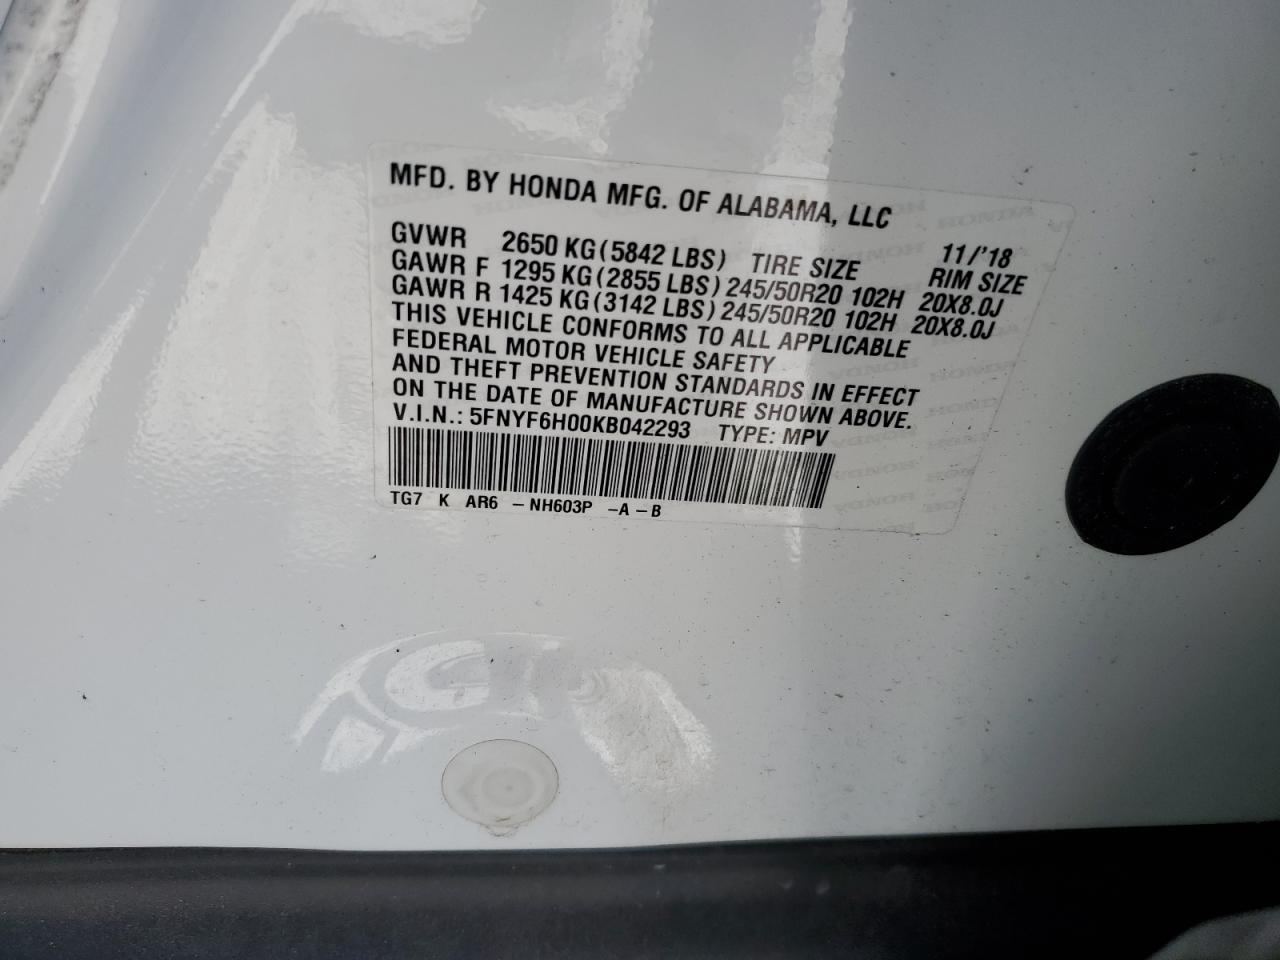 MFD. BY HONDA MFG. OF ALABAMA, LLC
11/'18
GVWR 2650 KG (5842 LBS) TIRE SIZE RIM SIZE
GAWR F 1295 KG (2855 LBS) 245/50R20 102H 20X8.0J
GAWR R 1425 KG (3142 LBS) 245/50R20 102H 20X8.0J
THIS VEHICLE CONFORMS TO ALL APPLICABLE
FEDERAL MOTOR VEHICLE SAFETY
AND THEFT PREVENTION STANDARDS IN EFFECT
ON THE DATE OF MANUFACTURE SHOWN ABOVE.
V.I.N.: 5FNYF6H00KB042293 TYPE: MPV
TG7 K AR6 – NH603P –A – B